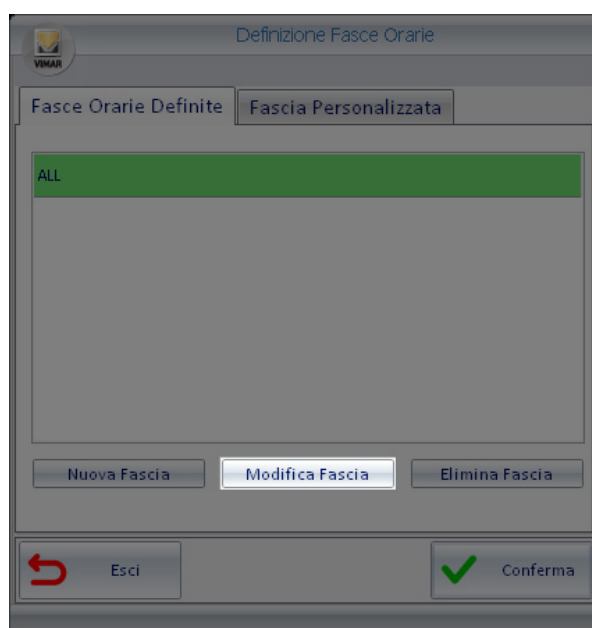 Definizione Fasce Orarie
VIMAR
Fasce Orarie Definite Fascia Personalizzata
ALL
Nuova Fascia Modifica Fascia Elimina Fascia
Esci Conferma